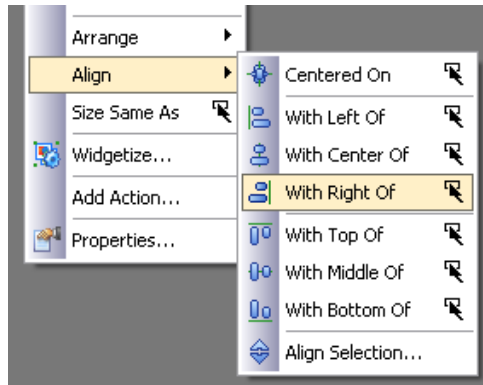 Arrange
Align
Size Same As
Widgetize...
Add Action...
Properties...
Centered On
With Left Of
With Center Of
With Right Of
With Top Of
With Middle Of
With Bottom Of
Align Selection...